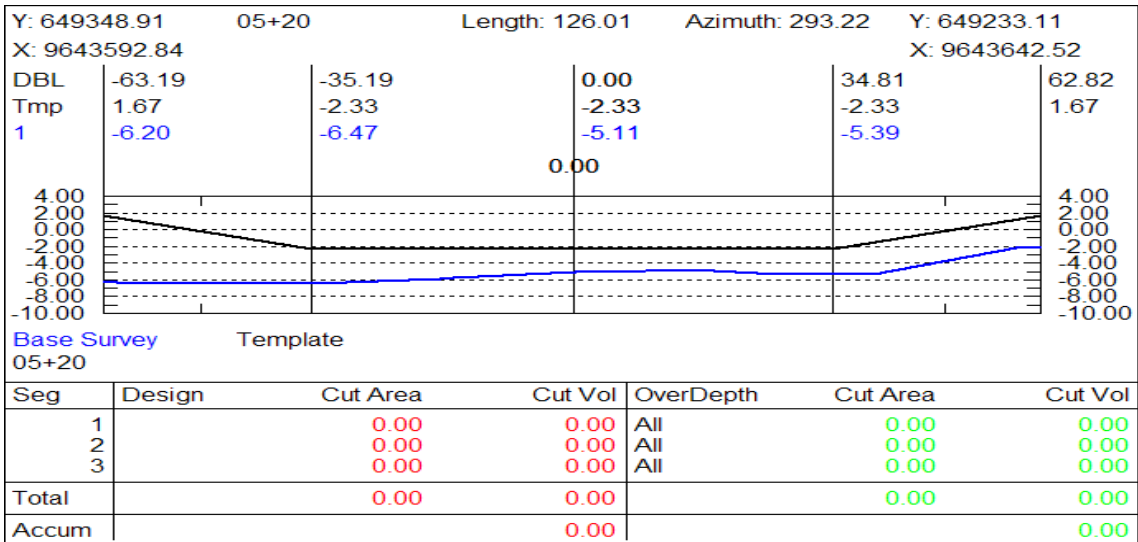 Y: 649348.91 05+20 Length: 126.01 Azimuth: 293.22 Y: 649233.11
X: 9643592.84 X: 9643642.52
DBL -63.19 -35.19 0.00 34.81 62.82
Tmp 1.67 -2.33 -2.33 -2.33 1.67
1 -6.20 -6.47 -5.11 -5.39
0.00
4.00 4.00
2.00 2.00
0.00 0.00
-2.00 -2.00
-4.00 -4.00
-6.00 -6.00
-8.00 -8.00
-10.00 -10.00
Base Survey Template
05+20
Seg Design Cut Area Cut Vol OverDepth Cut Area Cut Vol
1 0.00 0.00 All 0.00 0.00
2 0.00 0.00 All 0.00 0.00
3 0.00 0.00 All 0.00 0.00
Total 0.00 0.00 0.00 0.00
Accum 0.00 0.00